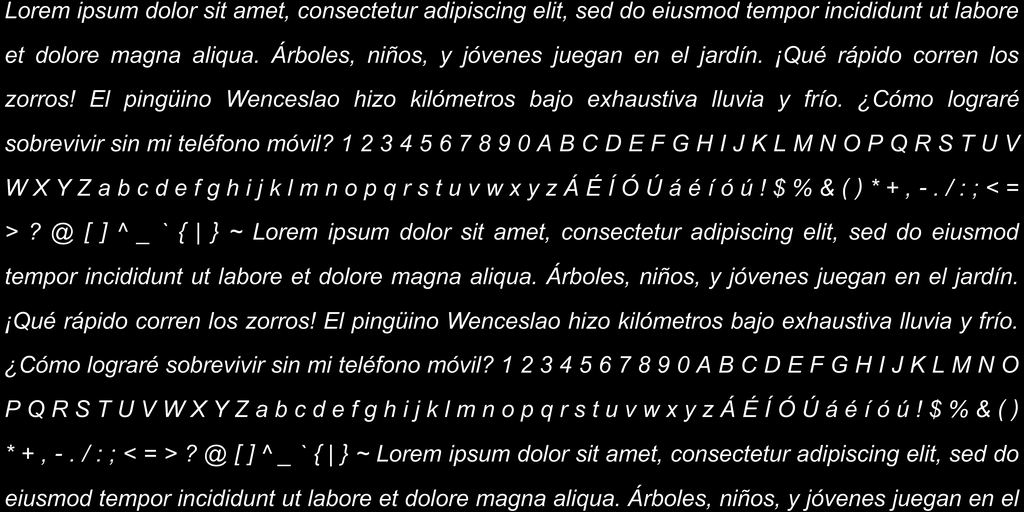 Lorem ipsum dolor sit amet, consectetur adipiscing elit, sed do eiusmod tempor incididunt ut labore
et dolore magna aliqua. Árboles, niños, y jóvenes juegan en el jardín. ¡Qué rápido corren los
zorros! El pingüino Wenceslao hizo kilómetros bajo exhaustiva lluvia y frío. ¿Cómo lograré
sobrevivir sin mi teléfono móvil? 1 2 3 4 5 6 7 8 9 0 A B C D E F G H I J K L M N O P Q R S T U V
W X Y Z a b c d e f g h i j k l m n o p q r s t u v w x y z Á É Í Ó Ú á é í ó ú ! $ % & ( ) * + , - . / : ; < =
> ? @ [ ] ^ _ ` { | } ~ Lorem ipsum dolor sit amet, consectetur adipiscing elit, sed do eiusmod
tempor incididunt ut labore et dolore magna aliqua. Árboles, niños, y jóvenes juegan en el jardín.
¡Qué rápido corren los zorros! El pingüino Wenceslao hizo kilómetros bajo exhaustiva lluvia y frío.
¿Cómo lograré sobrevivir sin mi teléfono móvil? 1 2 3 4 5 6 7 8 9 0 A B C D E F G H I J K L M N O
P Q R S T U V W X Y Z a b c d e f g h i j k l m n o p q r s t u v w x y z Á É Í Ó Ú á é í ó ú ! $ % & ( )
* + , - . / : ; < = > ? @ [ ] ^ _ ` { | } ~ Lorem ipsum dolor sit amet, consectetur adipiscing elit, sed do
eiusmod tempor incididunt ut labore et dolore magna aliqua. Árboles, niños, y jóvenes juegan en el